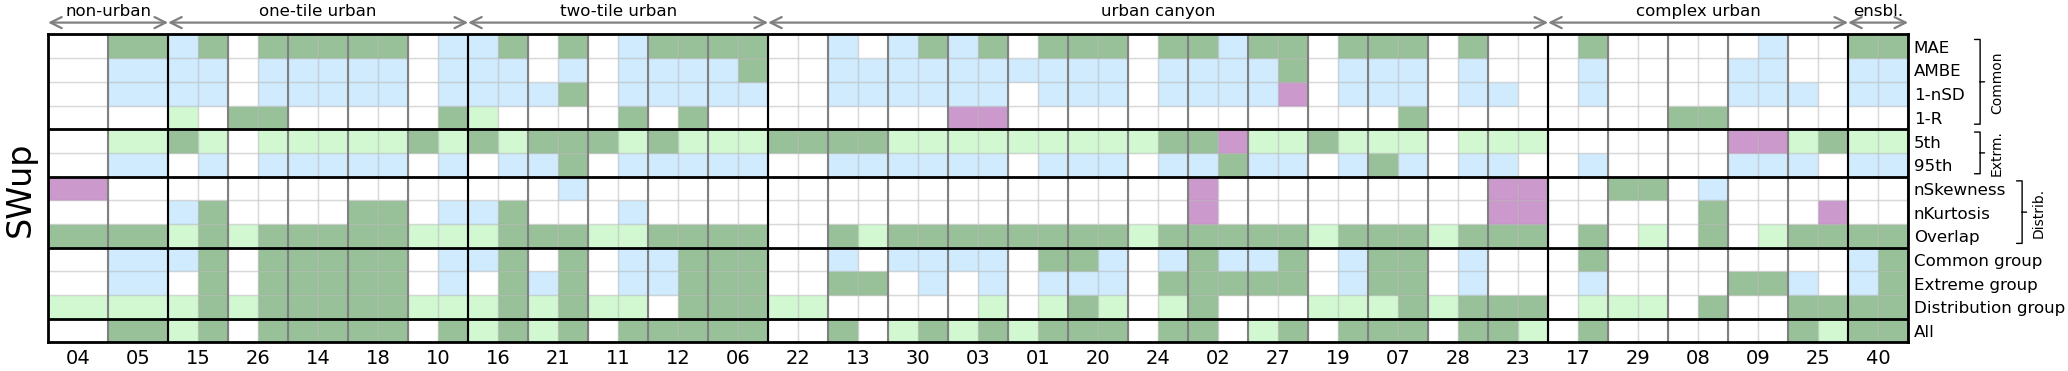 non-urban one-tile urban two-tile urban urban canyon complex urban ensbl.
MAE
AMBE
1-nSD
1-R
Common
5th
95th
Extrm.
nSkewness
nKurtosis
Overlap
Distrib.
Common group
Extreme group
Distribution group
All
SWup
04 05 15 26 14 18 10 16 21 11 12 06 22 13 30 03 01 20 24 02 27 19 07 28 23 17 29 08 09 25 40